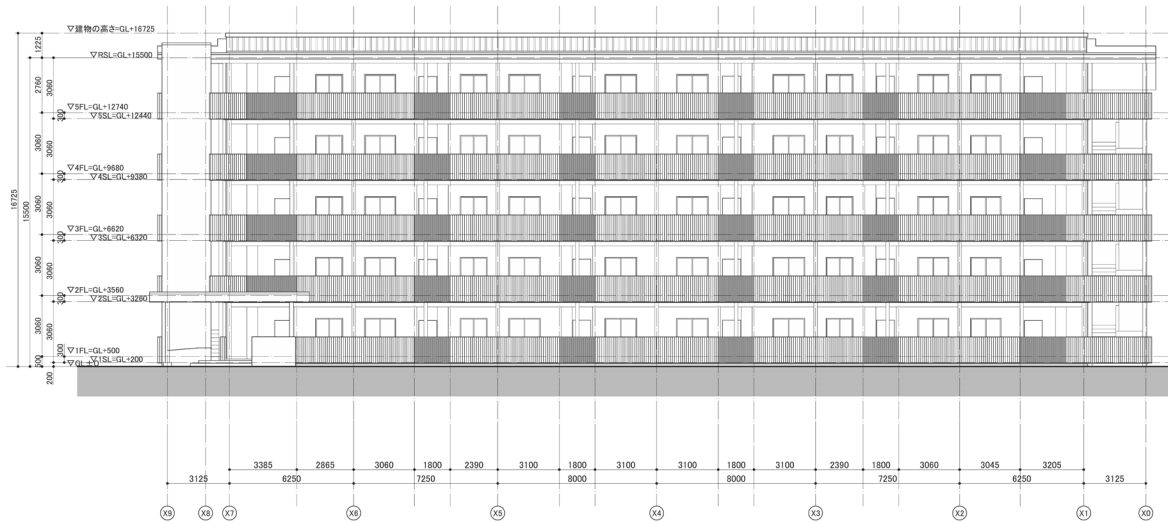 ▽建物の高さ=GL+16725
1225
▽RSL=GL+15500
2760
3060
▽5FL=GL+12740
300
▽5SL=GL+12440
3060
3060
▽4FL=GL+9680
300
▽4SL=GL+9380
16725
15500
3060
3060
▽3FL=GL+6620
300
▽3SL=GL+6320
3060
3060
▽2FL=GL+3560
300
▽2SL=GL+3260
3060
3060
▽1FL=GL+500
300
▽1SL=GL+200
500
▽GL±0
200
3385 2865 3060 1800 2390 3100 1800 3100 3100 1800 3100 2390 1800 3060 3045 3205
3125 6250 7250 8000 8000 7250 6250 3125
X9 X8 X7 X6 X5 X4 X3 X2 X1 X0